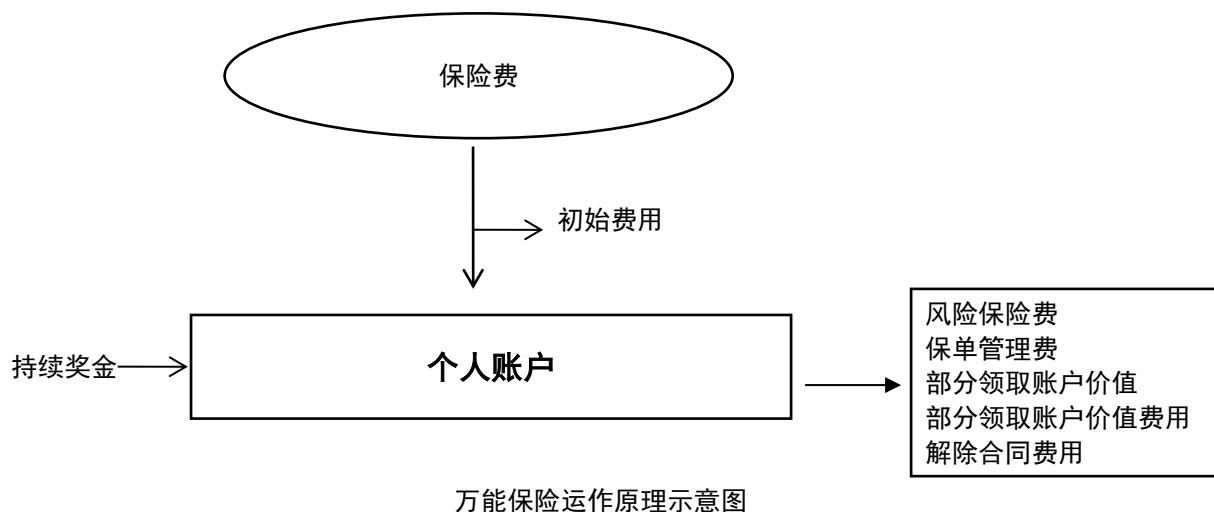 保险费
初始费用
持续奖金
个人账户
风险保险费
保单管理费
部分领取账户价值
部分领取账户价值费用
解除合同费用
万能保险运作原理示意图